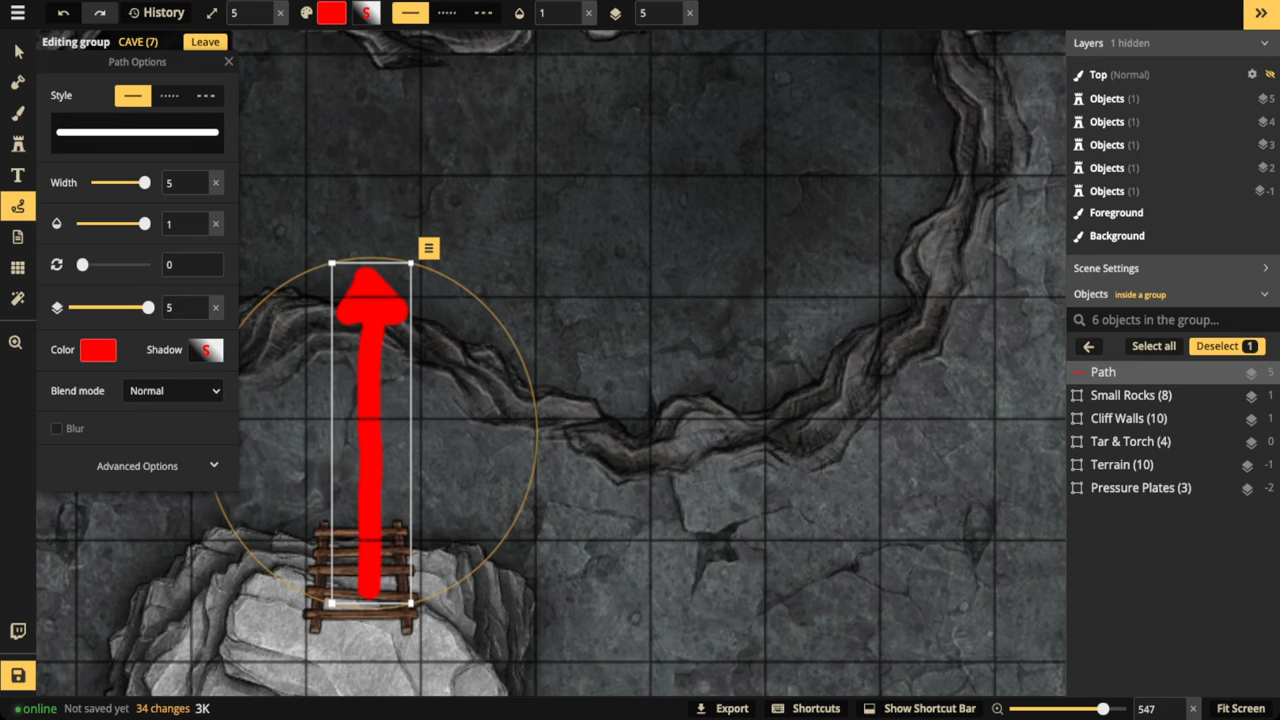 History 5 × S 1 × 5 ×
Editing group CAVE (7) Leave
Path Options
Style
Width 5 ×
1 ×
0
5 ×
Color Shadow S
Blend mode Normal
Blur
Advanced Options
T
Layers 1 hidden
Top (Normal)
Objects (1) 5
Objects (1) 4
Objects (1) 3
Objects (1) 2
Objects (1) -1
Foreground
Background
Scene Settings
Objects inside a group
6 objects in the group...
Select all Deselect 1
Path 5
Small Rocks (8) 1
Cliff Walls (10) 1
Tar & Torch (4) 0
Terrain (10) -1
Pressure Plates (3) -2
online Not saved yet 34 changes 3K Export Shortcuts Show Shortcut Bar 547 × Fit Screen